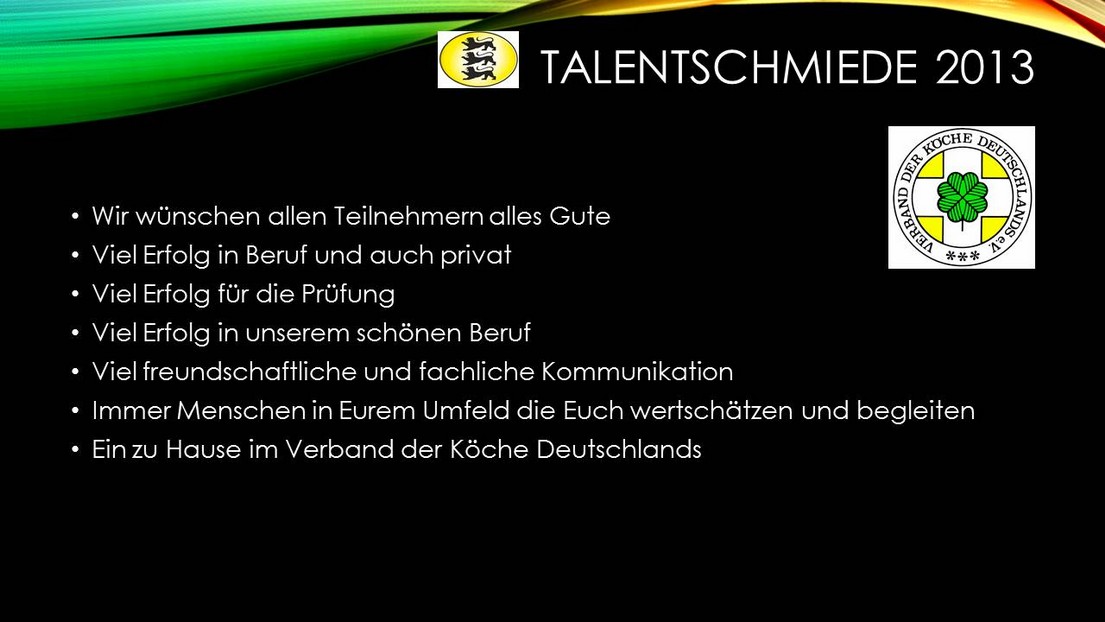 TALENTSCHMIEDE 2013
VERBAND DER KÖCHE DEUTSCHLANDS e.V.
• Wir wünschen allen Teilnehmern alles Gute
• Viel Erfolg in Beruf und auch privat
• Viel Erfolg für die Prüfung
• Viel Erfolg in unserem schönen Beruf
• Viel freundschaftliche und fachliche Kommunikation
• Immer Menschen in Eurem Umfeld die Euch wertschätzen und begleiten
• Ein zu Hause im Verband der Köche Deutschlands